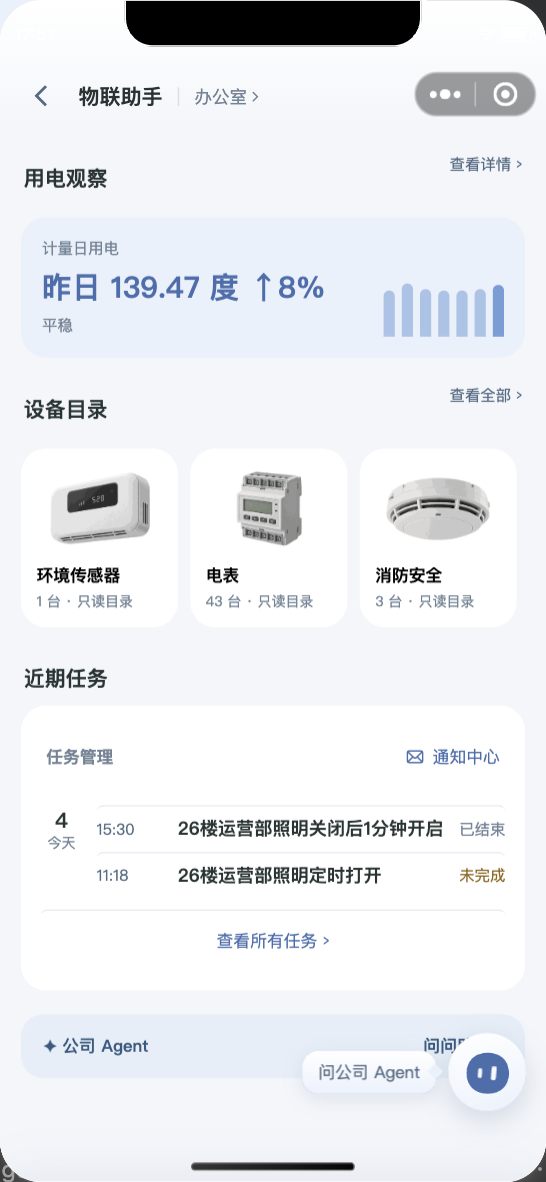 物联助手
办公室 >
用电观察
查看详情 >
计量日用电
昨日 139.47 度 ↑8%
平稳
设备目录
查看全部 >
环境传感器
1 台 · 只读目录
电表
43 台 · 只读目录
消防安全
3 台 · 只读目录
近期任务
任务管理
通知中心
4
今天
15:30 26楼运营部照明关闭后1分钟开启 已结束
11:18 26楼运营部照明定时打开 未完成
查看所有任务 >
公司 Agent
问问
问公司 Agent